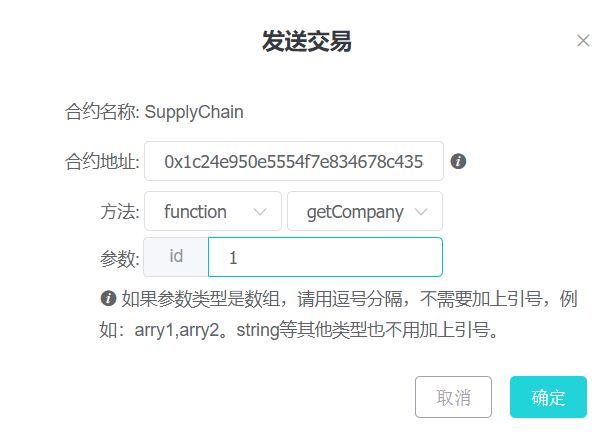 发送交易
合约名称: SupplyChain
合约地址: 0x1c24e950e5554f7e834678c435
方法: function getCompany
参数: id 1
如果参数类型是数组，请用逗号分隔，不需要加上引号，例
如：arry1,arry2。string等其他类型也不用加上引号。
取消 确定